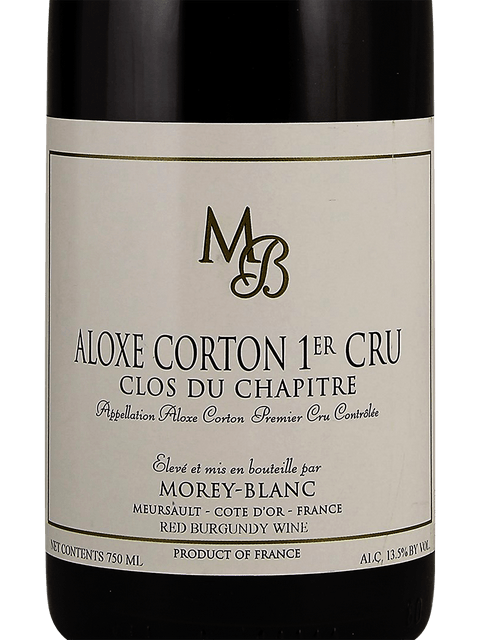 MB
ALOXE CORTON 1ER CRU
CLOS DU CHAPITRE
Appellation Aloxe Corton Premier Cru Contrôlée
Elevé et mis en bouteille par
MOREY-BLANC
MEURSAULT - COTE D'OR - FRANCE
RED BURGUNDY WINE
NET CONTENTS 750 ML PRODUCT OF FRANCE ALC, 13.5% BY VOL.